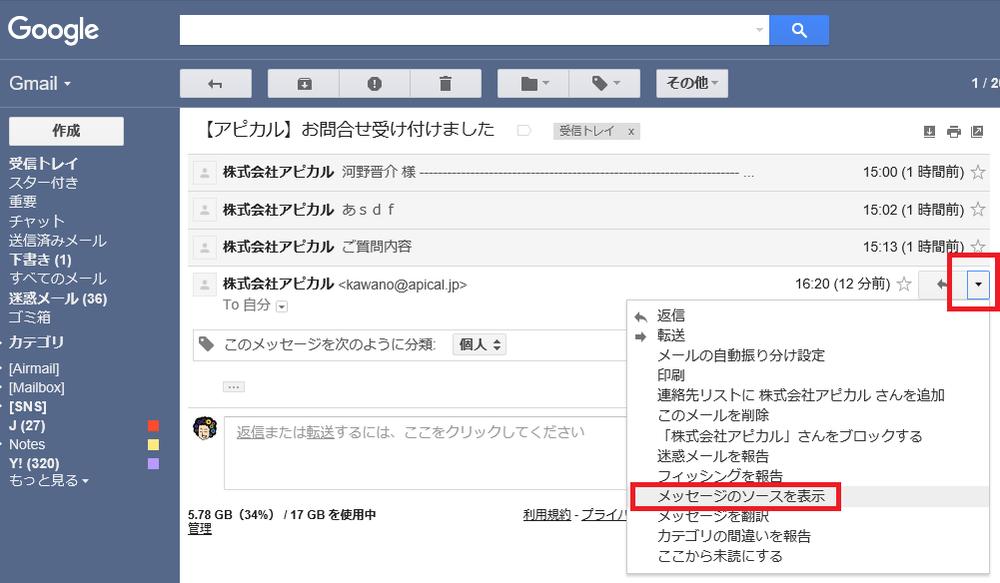 Google
Gmail
その他
1 / 2
作成
受信トレイ
スター付き
重要
チャット
送信済みメール
下書き (1)
すべてのメール
迷惑メール (36)
ゴミ箱
カテゴリ
[Airmail]
[Mailbox]
[SNS]
J (27)
Notes
Y! (320)
もっと見る
【アピカル】お問合せ受け付けました
受信トレイ x
株式会社アピカル 河野晋介 様 ---------------------------------------------------------------- ... 15:00 (1 時間前)
株式会社アピカル あｓｄｆ 15:02 (1 時間前)
株式会社アピカル ご質問内容 15:13 (1 時間前)
株式会社アピカル <kawano@apical.jp> 16:20 (12 分前)
To 自分
このメッセージを次のように分類: 個人
...
返信または転送するには、ここをクリックしてください
5.78 GB（34%）/ 17 GB を使用中
管理
利用規約 - プライバ
返信
転送
メールの自動振り分け設定
印刷
連絡先リストに 株式会社アピカル さんを追加
このメールを削除
「株式会社アピカル」さんをブロックする
迷惑メールを報告
フィッシングを報告
メッセージのソースを表示
メッセージを翻訳
カテゴリの間違いを報告
ここから未読にする